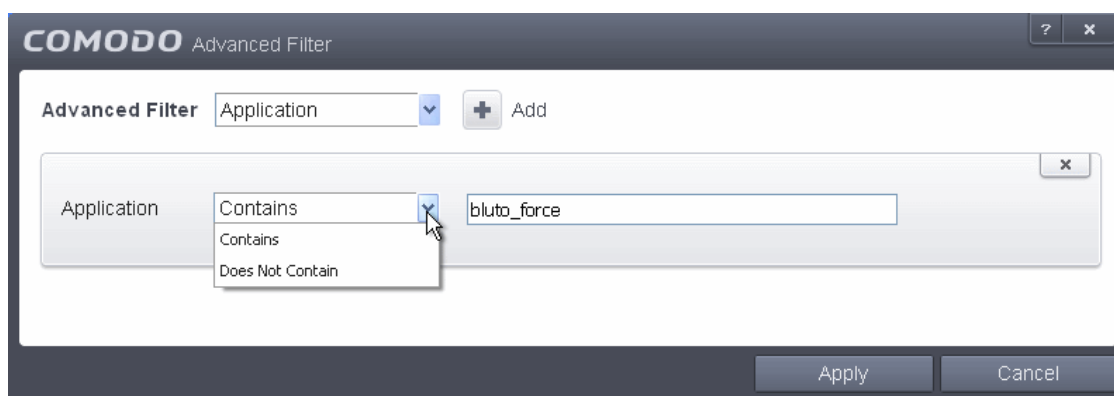 COMODO Advanced Filter ? x
Advanced Filter Application + Add
x
Application Contains bluto_force
Contains
Does Not Contain
Apply Cancel